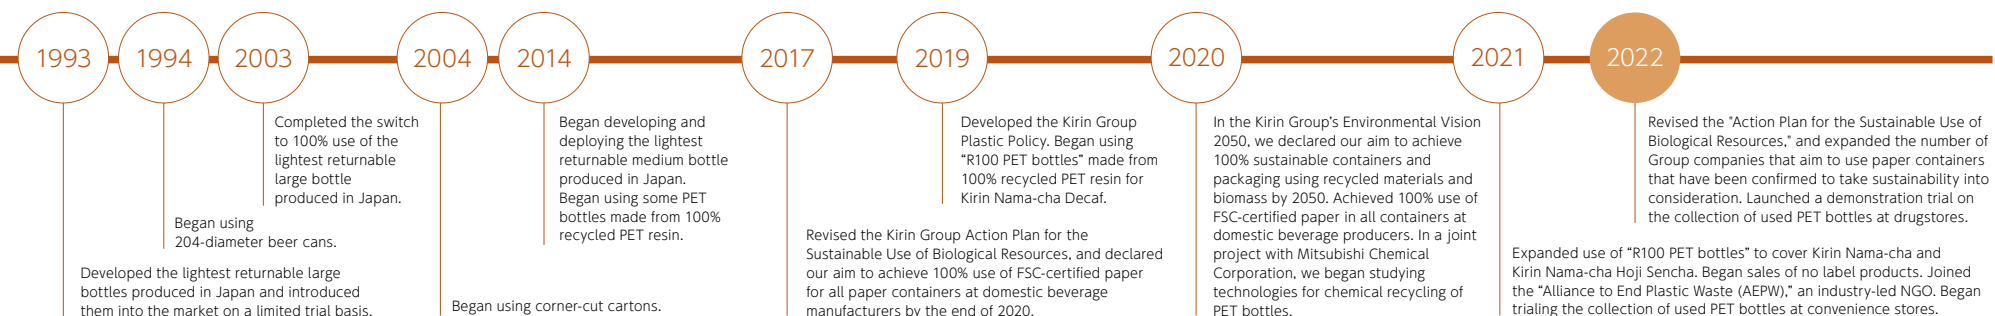 1993
1994
2003
2004
2014
2017
2019
2020
2021
2022
Developed the lightest returnable large
bottles produced in Japan and introduced
them into the market on a limited trial basis.
Began using
204-diameter beer cans.
Completed the switch
to 100% use of the
lightest returnable
large bottle
produced in Japan.
Began using corner-cut cartons.
Began developing and
deploying the lightest
returnable medium bottle
produced in Japan.
Began using some PET
bottles made from 100%
recycled PET resin.
Revised the Kirin Group Action Plan for the
Sustainable Use of Biological Resources, and declared
our aim to achieve 100% use of FSC-certified paper
for all paper containers at domestic beverage
manufacturers by the end of 2020.
Developed the Kirin Group
Plastic Policy. Began using
“R100 PET bottles” made from
100% recycled PET resin for
Kirin Nama-cha Decaf.
In the Kirin Group’s Environmental Vision
2050, we declared our aim to achieve
100% sustainable containers and
packaging using recycled materials and
biomass by 2050. Achieved 100% use of
FSC-certified paper in all containers at
domestic beverage producers. In a joint
project with Mitsubishi Chemical
Corporation, we began studying
technologies for chemical recycling of
PET bottles.
Expanded use of “R100 PET bottles” to cover Kirin Nama-cha and
Kirin Nama-cha Hoji Sencha. Began sales of no label products. Joined
the “Alliance to End Plastic Waste (AEPW),” an industry-led NGO. Began
trialing the collection of used PET bottles at convenience stores.
Revised the "Action Plan for the Sustainable Use of
Biological Resources," and expanded the number of
Group companies that aim to use paper containers
that have been confirmed to take sustainability into
consideration. Launched a demonstration trial on
the collection of used PET bottles at drugstores.